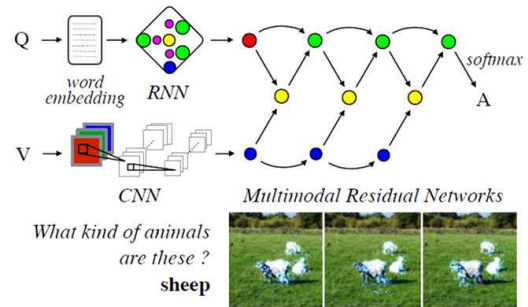 Q
word
embedding
RNN
softmax
A
V
CNN
Multimodal Residual Networks
What kind of animals
are these ?
sheep